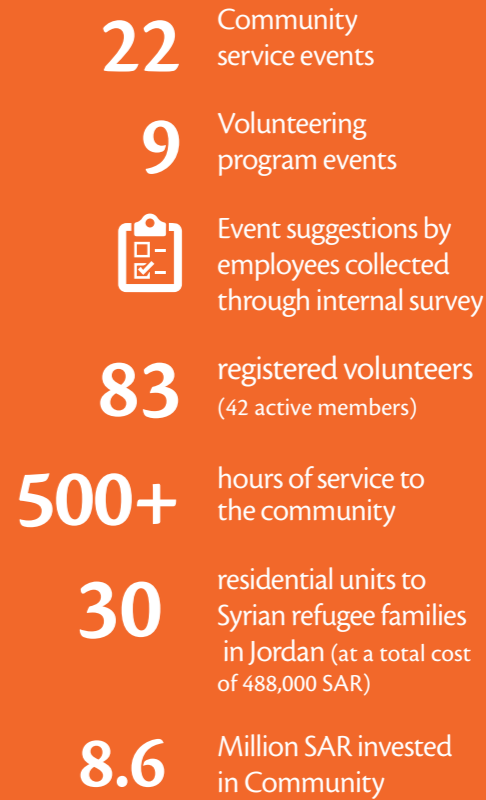 22
Community
service events
9
Volunteering
program events
Event suggestions by
employees collected
through internal survey
83
registered volunteers
(42 active members)
500+
hours of service to
the community
30
residential units to
Syrian refugee families
in Jordan (at a total cost
of 488,000 SAR)
8.6
Million SAR invested
in Community